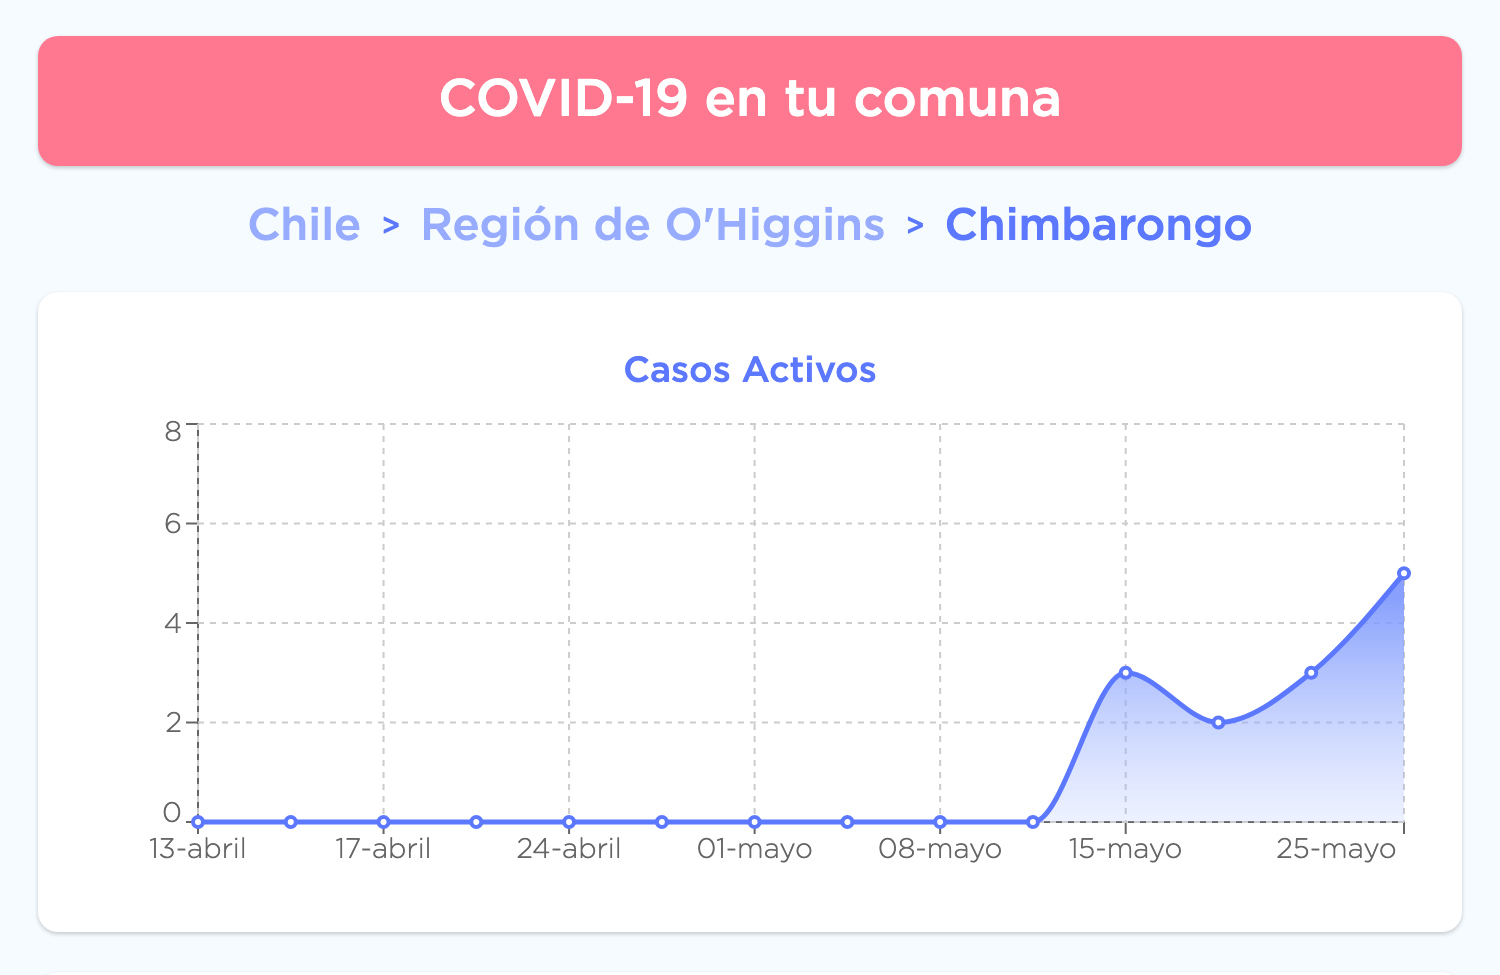 COVID-19 en tu comuna
Chile > Región de O'Higgins > Chimbarongo
Casos Activos
8
6
4
2
0
13-abril 17-abril 24-abril 01-mayo 08-mayo 15-mayo 25-mayo